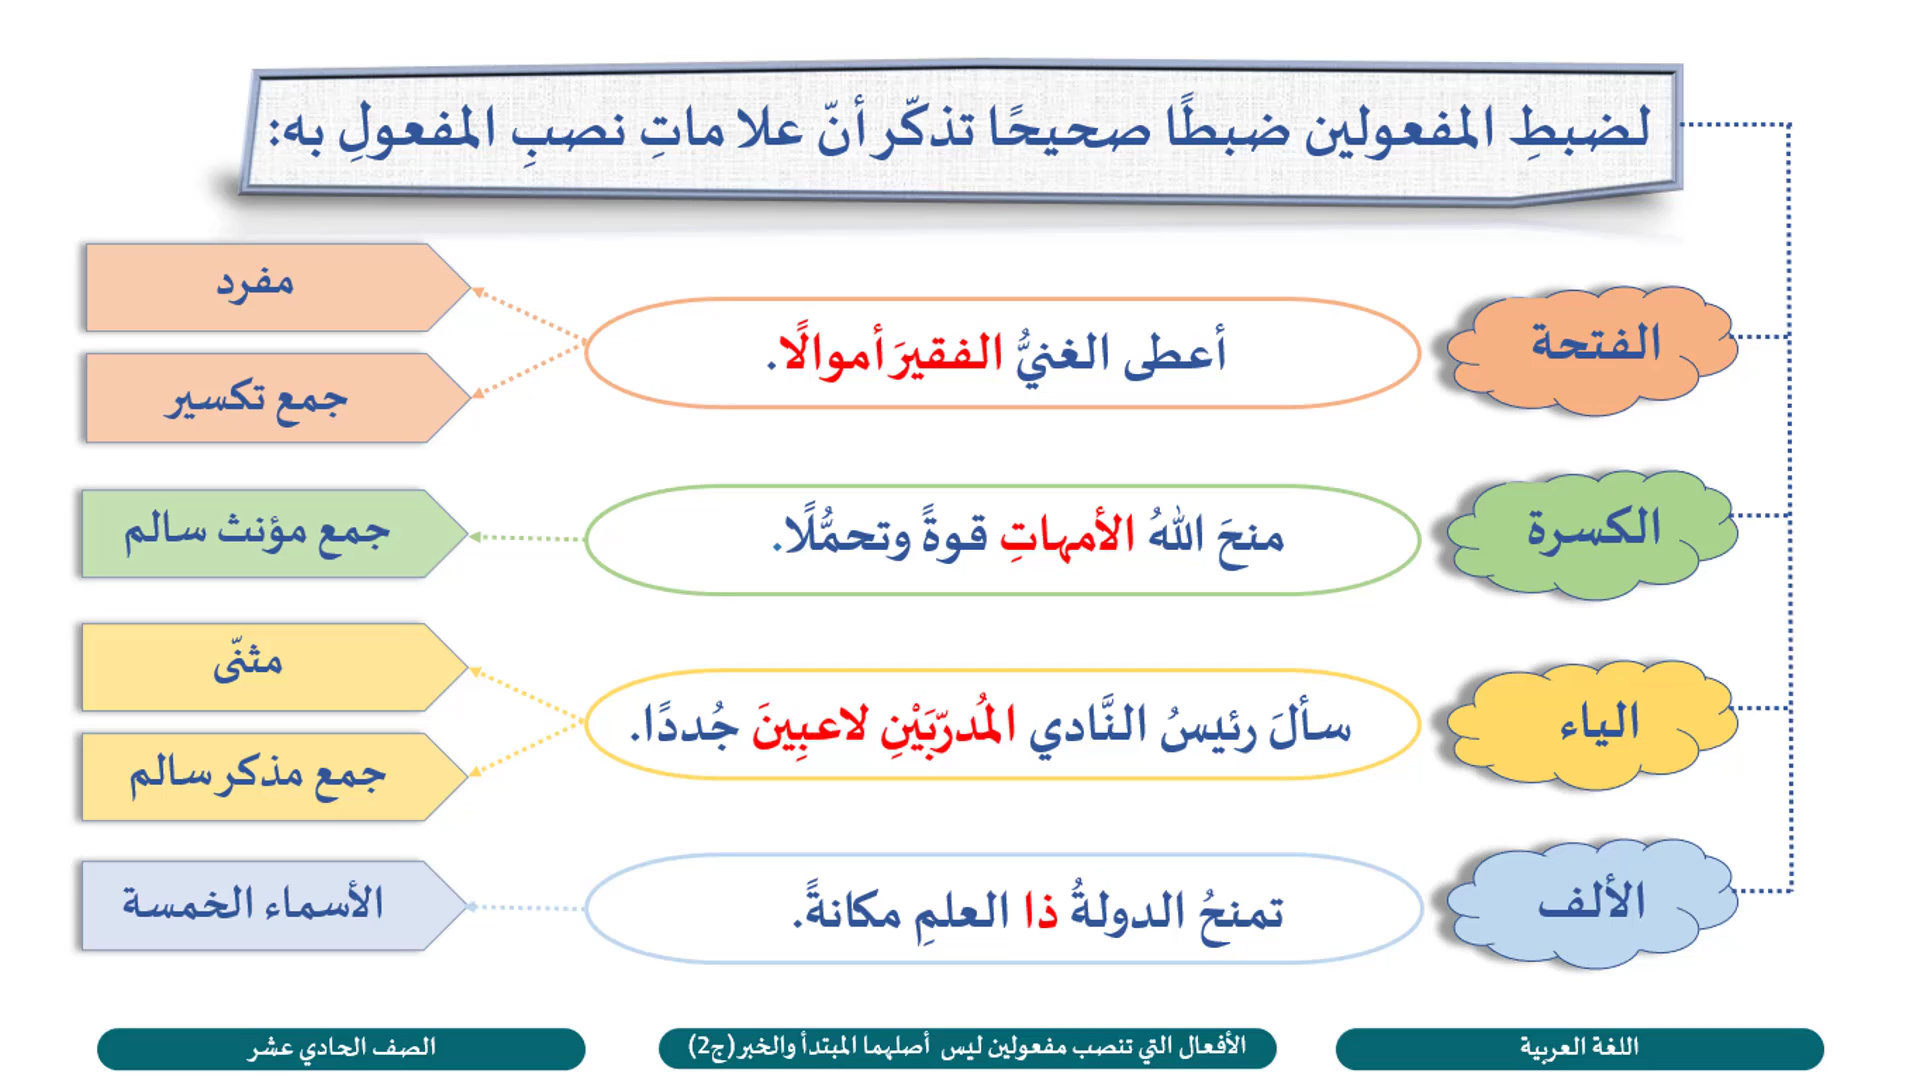 لضبطِ المفعولين ضبطًا صحيحًا تذكّر أنّ علاماتِ نصبِ المفعولِ به:
الفتحة
أعطى الغنيُّ الفقيرَ أموالًا.
مفرد
جمع تكسير
الكسرة
منحَ اللهُ الأمهاتِ قوةً وتحمُّلًا.
جمع مؤنث سالم
الياء
سألَ رئيسُ النَّادي المُدرّبَيْنِ لاعبِينَ جُددًا.
مثنّى
جمع مذكر سالم
الألف
تمنحُ الدولةُ ذا العلمِ مكانةً.
الأسماء الخمسة
اللغة العربية
الأفعال التي تنصب مفعولين ليس أصلهما المبتدأ والخبر (ج2)
الصف الحادي عشر